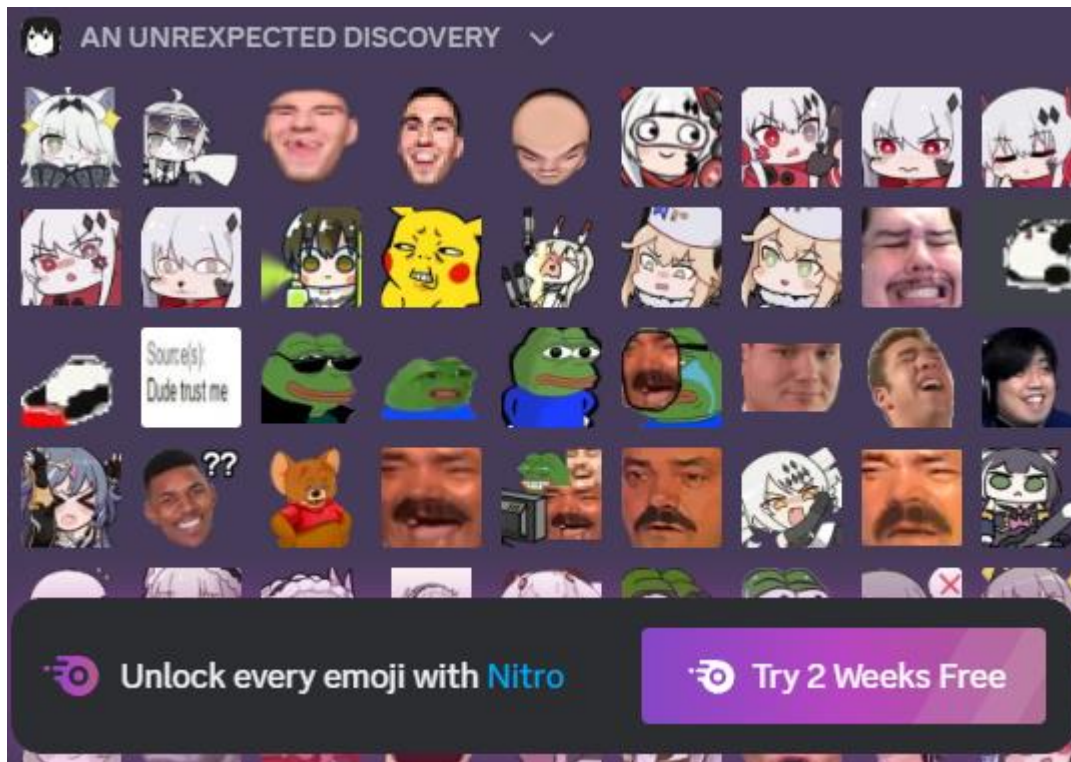 AN UNREXPECTED DISCOVERY
Source(s):
Dude trust me
??
Unlock every emoji with Nitro
Try 2 Weeks Free